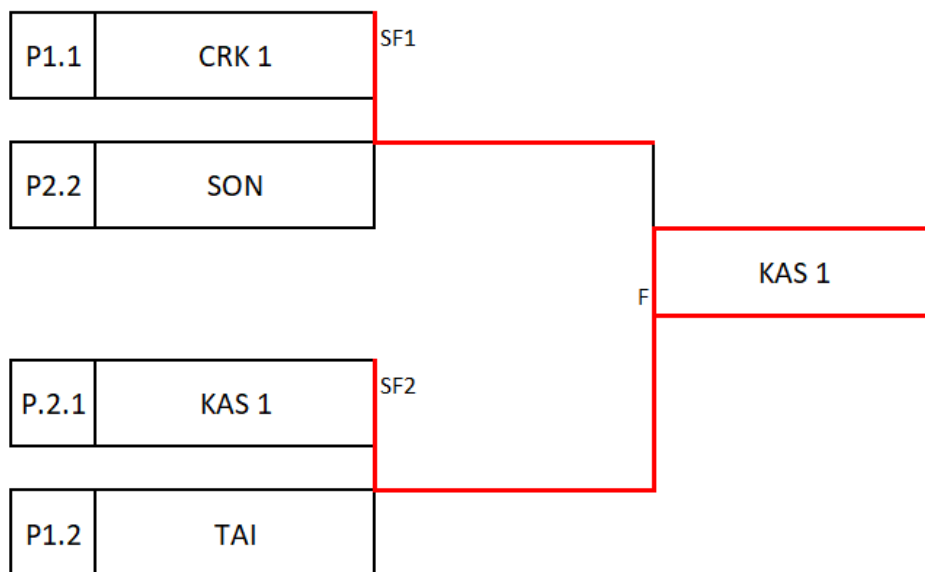 P1.1 CRK 1 SF1
P2.2 SON
KAS 1
F
P.2.1 KAS 1 SF2
P1.2 TAI